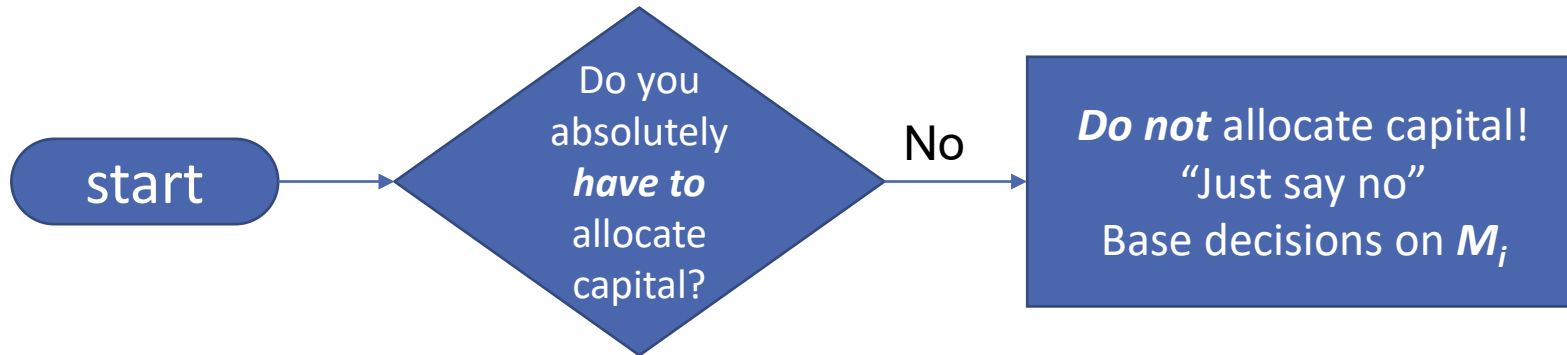 start
Do you
absolutely
have to
allocate
capital?
No
Do not allocate capital!
“Just say no”
Base decisions on Mi